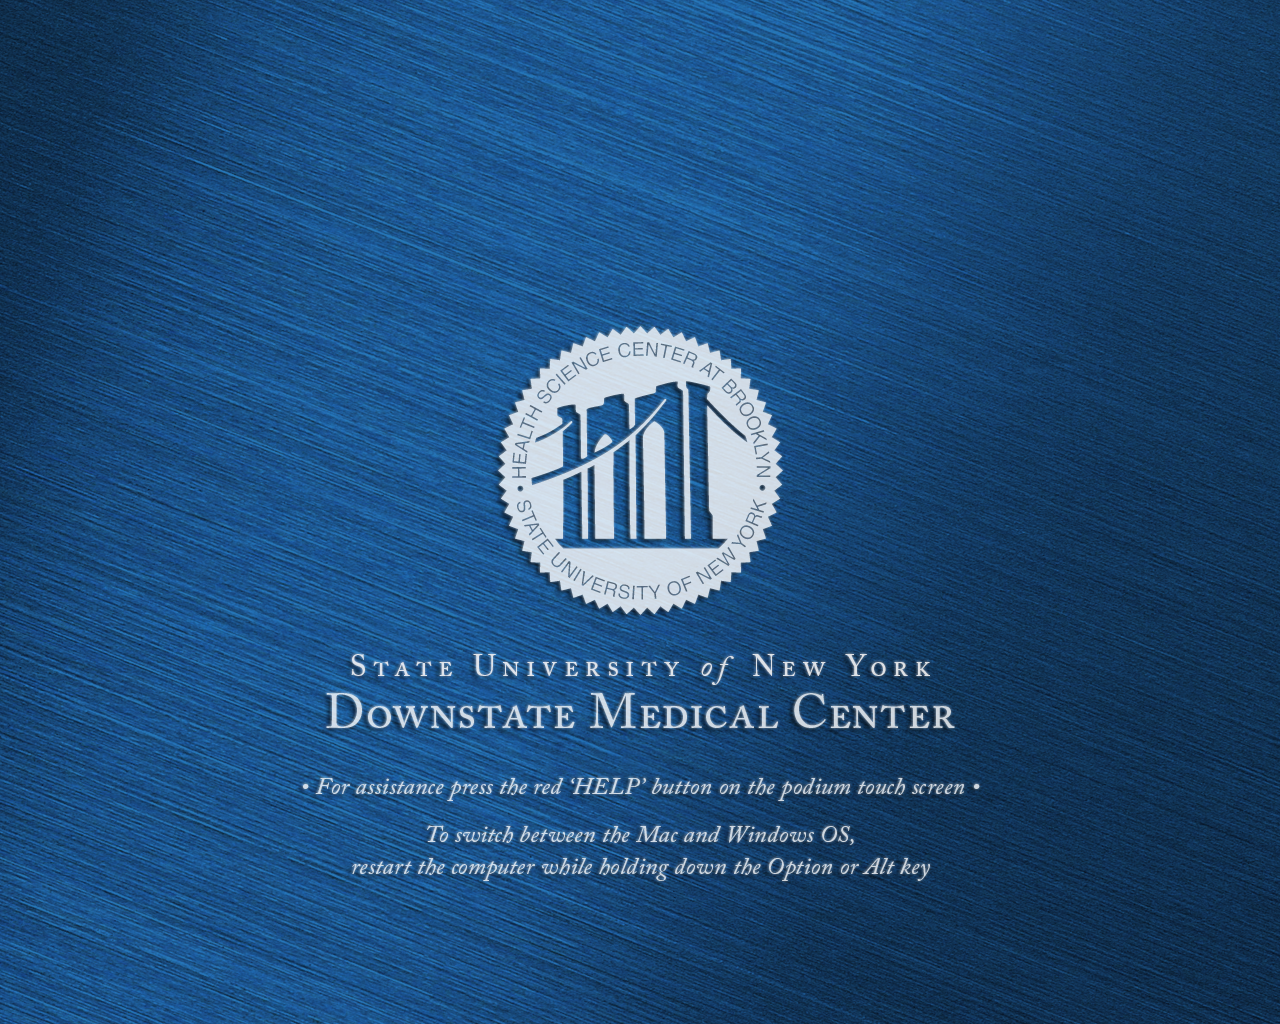 HEALTH SCIENCE CENTER AT BROOKLYN
• STATE UNIVERSITY OF NEW YORK •
STATE UNIVERSITY of NEW YORK
DOWNSTATE MEDICAL CENTER
• For assistance press the red ‘HELP’ button on the podium touch screen •
To switch between the Mac and Windows OS,
restart the computer while holding down the Option or Alt key